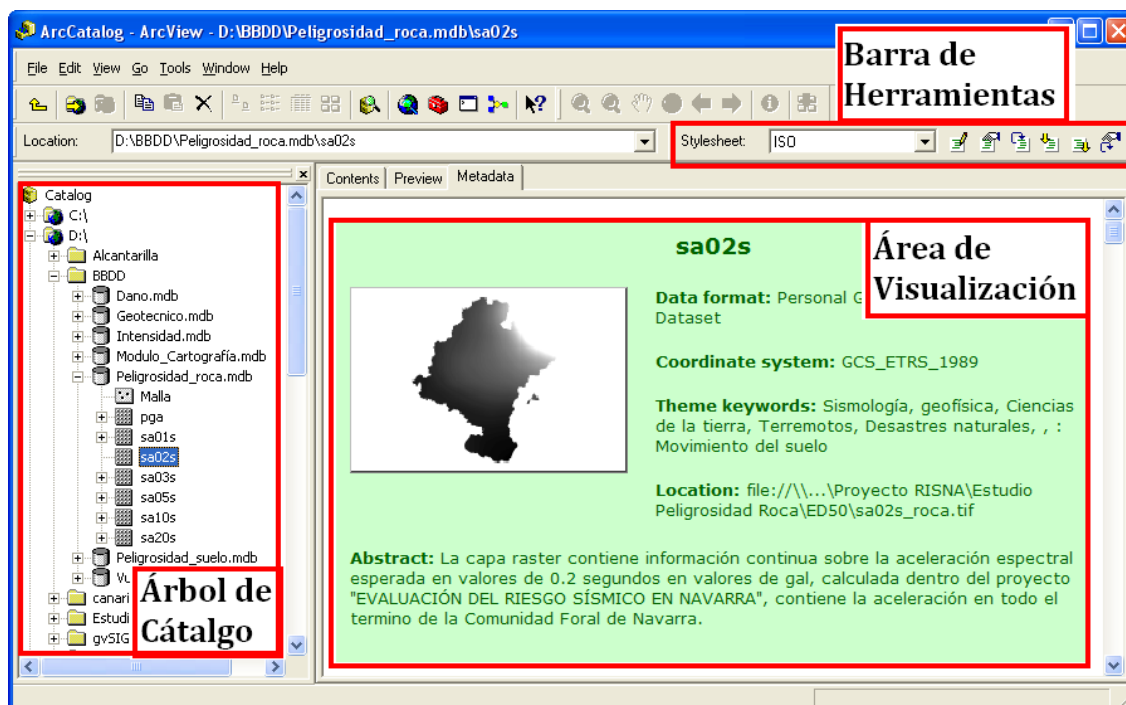 ArcCatalog - ArcView - D:\BBDD\Peligrosidad_roca.mdb\sa02s
Barra de
Herramientas
File Edit View Go Tools Window Help
Location: D:\BBDD\Peligrosidad_roca.mdb\sa02s
Stylesheet: ISO
Contents Preview Metadata
Catalog
C:\
D:\
Alcantarilla
BBDD
Dano.mdb
Geotecnico.mdb
Intensidad.mdb
Modulo_Cartografía.mdb
Peligrosidad_roca.mdb
Malla
pga
sa01s
sa02s
sa03s
sa05s
sa10s
sa20s
Peligrosidad_suelo.mdb
canari
Estudi
gvSIG
Árbol de
Cátalgo
sa02s
Área de
Visualización
Data format: Personal G
Dataset
Coordinate system: GCS_ETRS_1989
Theme keywords: Sismología, geofísica, Ciencias
de la tierra, Terremotos, Desastres naturales, , :
Movimiento del suelo
Location: file://\\...\Proyecto RISNA\Estudio
Peligrosidad Roca\ED50\sa02s_roca.tif
Abstract: La capa raster contiene información continua sobre la aceleración espectral
esperada en valores de 0.2 segundos en valores de gal, calculada dentro del proyecto
"EVALUACIÓN DEL RIESGO SÍSMICO EN NAVARRA", contiene la aceleración en todo el
termino de la Comunidad Foral de Navarra.